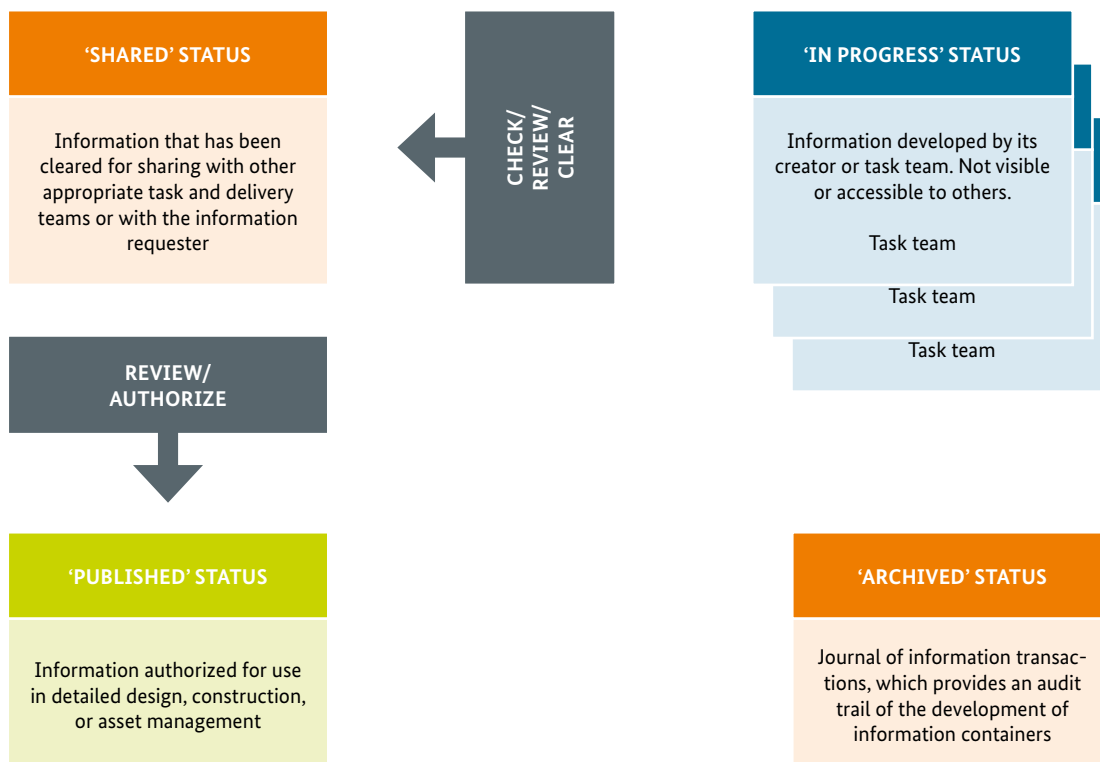 ‘SHARED’ STATUS
Information that has been
cleared for sharing with other
appropriate task and delivery
teams or with the information
requester
CHECK/
REVIEW/
CLEAR
‘IN PROGRESS’ STATUS
Information developed by its
creator or task team. Not visible
or accessible to others.
Task team
Task team
Task team
REVIEW/
AUTHORIZE
‘PUBLISHED’ STATUS
Information authorized for use
in detailed design, construction,
or asset management
‘ARCHIVED’ STATUS
Journal of information transac-
tions, which provides an audit
trail of the development of
information containers